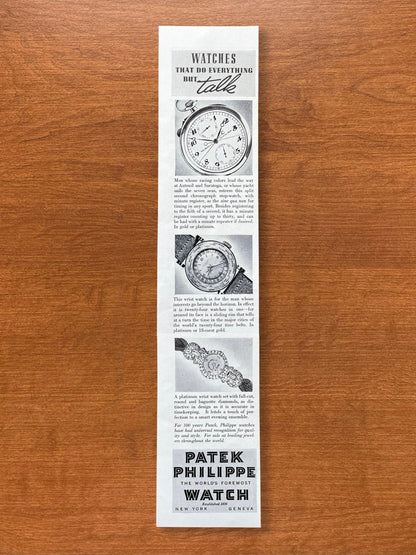 WATCHES
THAT DO EVERYTHING
BUT talk
Men whose racing colors lead the way
at Auteuil and Saratoga, or whose yacht
sails the seven seas, esteem this split
second chronograph stop-watch, with
minute register, as the sine qua non for
timing in any sport. Besides registering
to the fifth of a second, it has a minute
register counting up to thirty, and can
be had with a minute repeater if desired.
In gold or platinum.
This wrist watch is for the man whose
interests go beyond the horizon. In effect
it is twenty-four watches in one—for
around its face is a sliding rim that tells
at a turn the time in the major cities of
the world's twenty-four time belts. In
platinum or 18-karat gold.
A platinum wrist watch set with full-cut,
round and baguette diamonds, as dis-
tinctive in design as it is accurate in
timekeeping. It lends a touch of per-
fection to a smart evening ensemble.
For 100 years Patek, Philippe watches
have had universal recognition for qual-
ity and style. For sale at leading jewel-
ers throughout the world.
PATEK
PHILIPPE
THE WORLD'S FOREMOST
WATCH
Established 1839
NEW YORK GENEVA